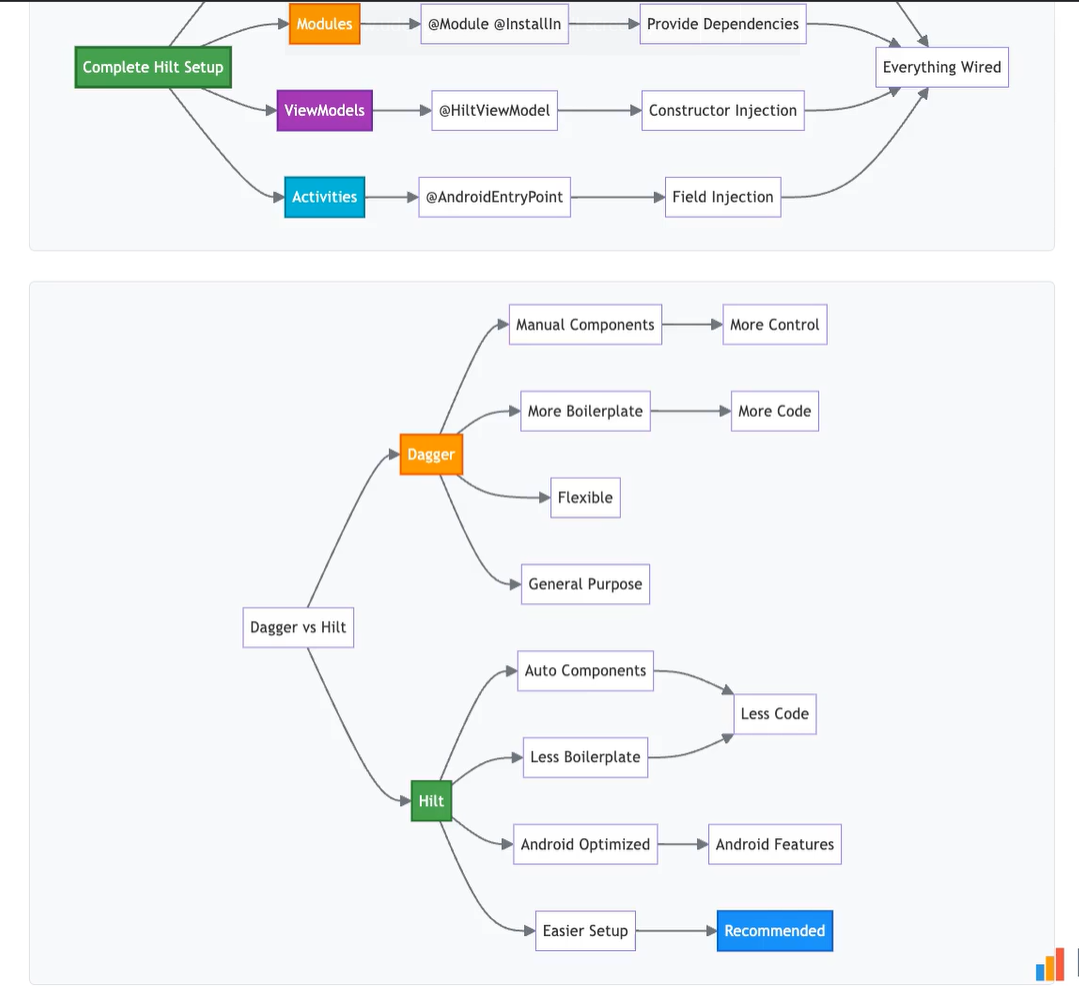 Modules
@Module @InstallIn
Provide Dependencies
Complete Hilt Setup
Everything Wired
ViewModels
@HiltViewModel
Constructor Injection
Activities
@AndroidEntryPoint
Field Injection
Manual Components
More Control
More Boilerplate
More Code
Dagger
Flexible
General Purpose
Dagger vs Hilt
Auto Components
Less Code
Less Boilerplate
Hilt
Android Optimized
Android Features
Easier Setup
Recommended